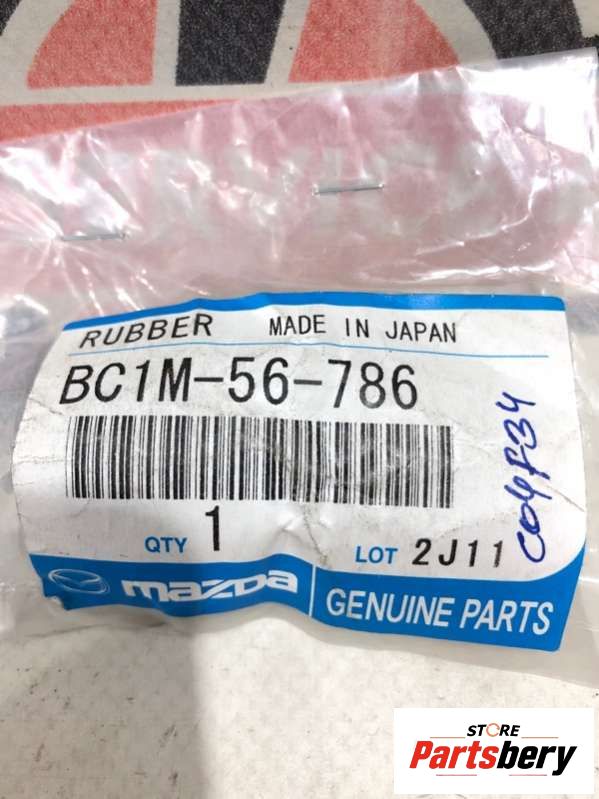 RUBBER MADE IN JAPAN
BC1M-56-786
QTY 1 LOT 2J11
mazda GENUINE PARTS
STORE
Partsbery